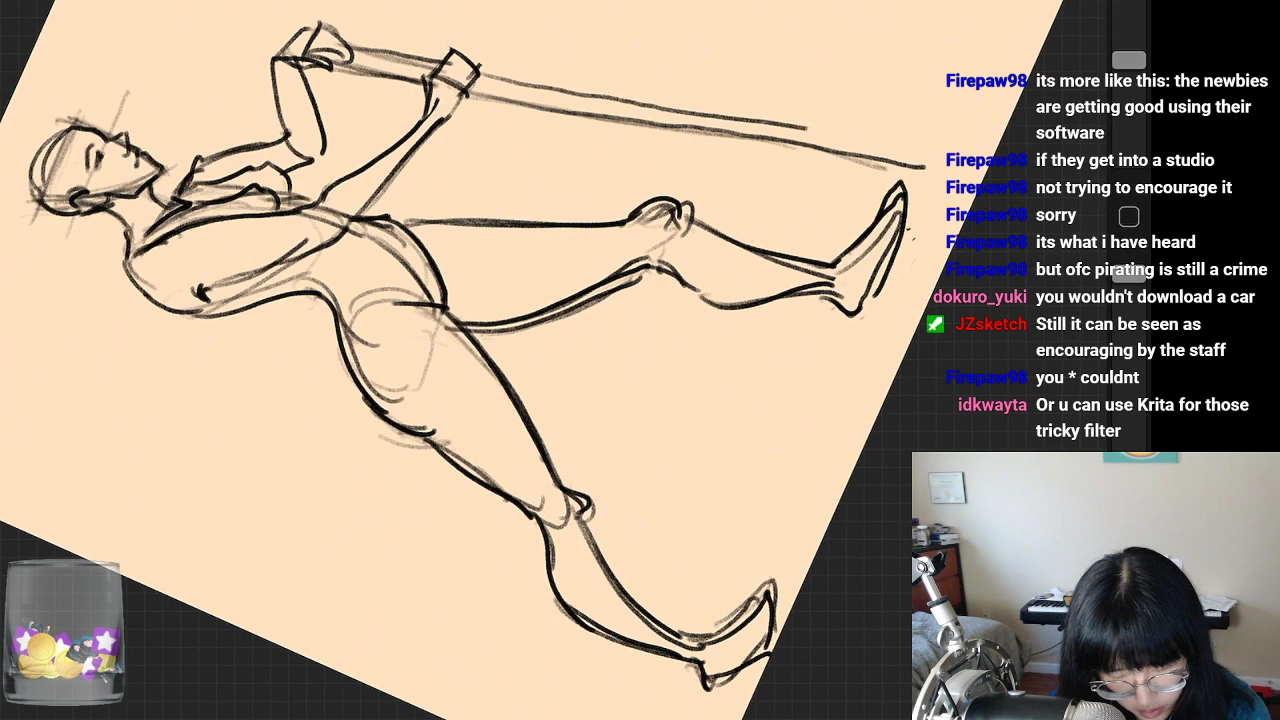 Firepaw98 its more like this: the newbies
are getting good using their
software
Firepaw98 if they get into a studio
Firepaw98 not trying to encourage it
Firepaw98 sorry
Firepaw98 its what i have heard
Firepaw98 but ofc pirating is still a crime
dokuro_yuki you wouldn't download a car
JZsketch Still it can be seen as
encouraging by the staff
Firepaw98 you * couldnt
idkwayta Or u can use Krita for those
tricky filter